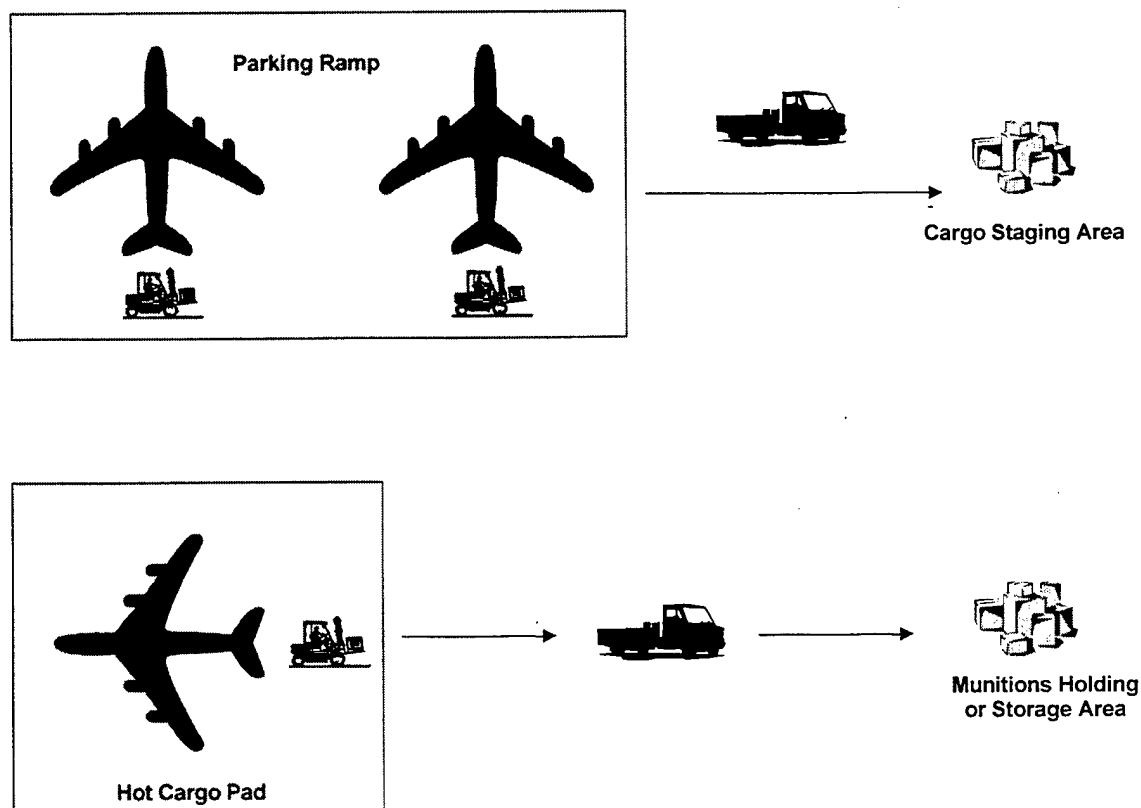 Parking Ramp
Cargo Staging Area
Munitions Holding
or Storage Area
Hot Cargo Pad